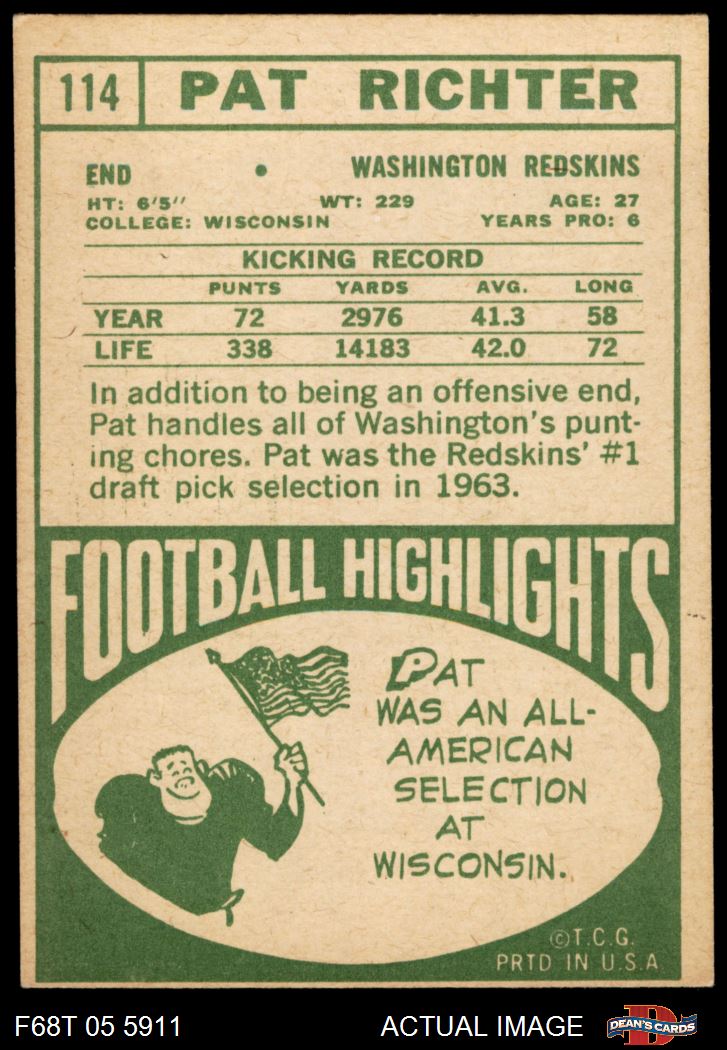 114 PAT RICHTER
END • WASHINGTON REDSKINS
HT: 6'5" WT: 229 AGE: 27
COLLEGE: WISCONSIN YEARS PRO: 6
KICKING RECORD
PUNTS YARDS AVG. LONG
YEAR 72 2976 41.3 58
LIFE 338 14183 42.0 72
In addition to being an offensive end,
Pat handles all of Washington's punt-
ing chores. Pat was the Redskins' #1
draft pick selection in 1963.
FOOTBALL HIGHLIGHTS
PAT
WAS AN ALL-
AMERICAN
SELECTION
AT
WISCONSIN.
©T.C.G.
PRTD IN U.S.A
F68T 05 5911 ACTUAL IMAGE DEAN'S CARDS